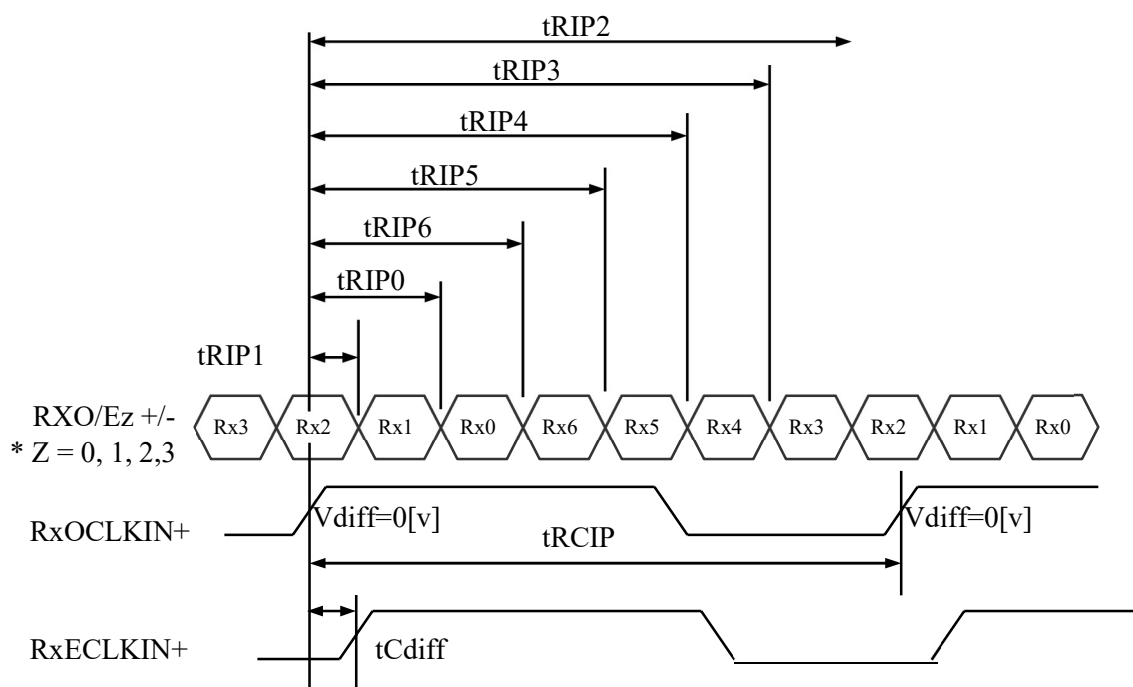 tRIP2
tRIP3
tRIP4
tRIP5
tRIP6
tRIP0
tRIP1
RXO/Ez +/-
* Z = 0, 1, 2,3
Rx3 Rx2 Rx1 Rx0 Rx6 Rx5 Rx4 Rx3 Rx2 Rx1 Rx0
RxOCLKIN+
Vdiff=0[v] Vdiff=0[v]
tRCIP
RxECLKIN+
tCdiff